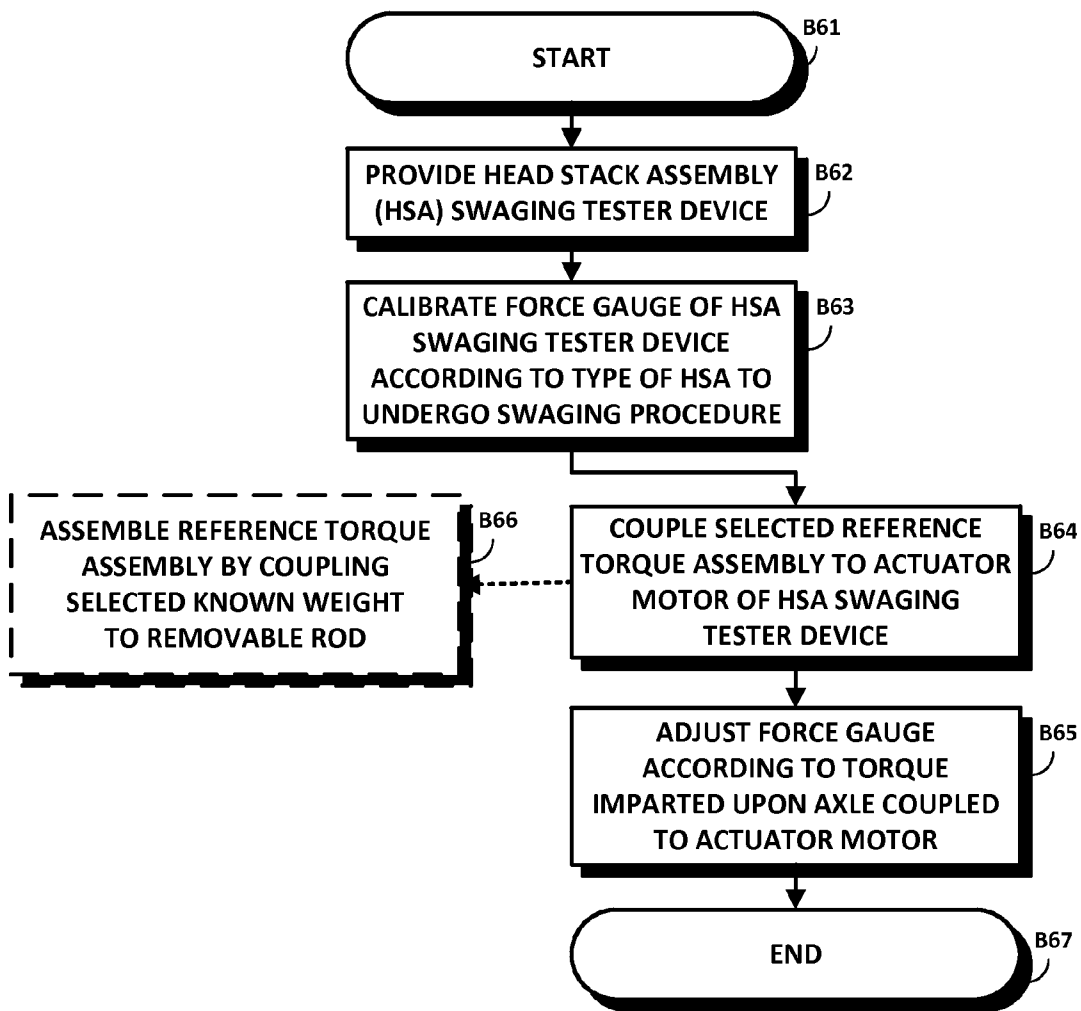 START
B61
PROVIDE HEAD STACK ASSEMBLY
(HSA) SWAGING TESTER DEVICE
B62
CALIBRATE FORCE GAUGE OF HSA
SWAGING TESTER DEVICE
ACCORDING TO TYPE OF HSA TO
UNDERGO SWAGING PROCEDURE
B63
COUPLE SELECTED REFERENCE
TORQUE ASSEMBLY TO ACTUATOR
MOTOR OF HSA SWAGING
TESTER DEVICE
B64
ASSEMBLE REFERENCE TORQUE
ASSEMBLY BY COUPLING
SELECTED KNOWN WEIGHT
TO REMOVABLE ROD
B66
ADJUST FORCE GAUGE
ACCORDING TO TORQUE
IMPARTED UPON AXLE COUPLED
TO ACTUATOR MOTOR
B65
END
B67